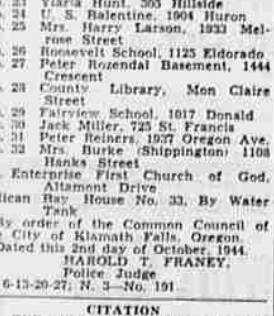 . 23 Maria Hunt, 305 Hillside
. 24 U. S. Balentine, 1904 Huron
. 25 Mrs. Harry Larson, 1933 Mel-
rose Street
. 26 Roosevelt School, 1125 Eldorado
. 27 Peter Rozendal Basement, 1444
Crescent
. 28 County Library, Mon Claire
Street
. 29 Fairview School, 1017 Donald
. 30 Jack Miller, 725 St. Francis
. 31 Peter Reiners, 1937 Oregon Ave.
. 32 Mrs. Burke (Shippington) 1108
Hanks Street
. Enterprise First Church of God,
Altamont Drive
lican Bay House No. 33, By Water
Tank
By order of the Common Council of
e City of Klamath Falls, Oregon.
Dated this 2nd day of October, 1944.
HAROLD T. FRANEY,
Police Judge
6-13-20-27; N. 3—No. 191
CITATION